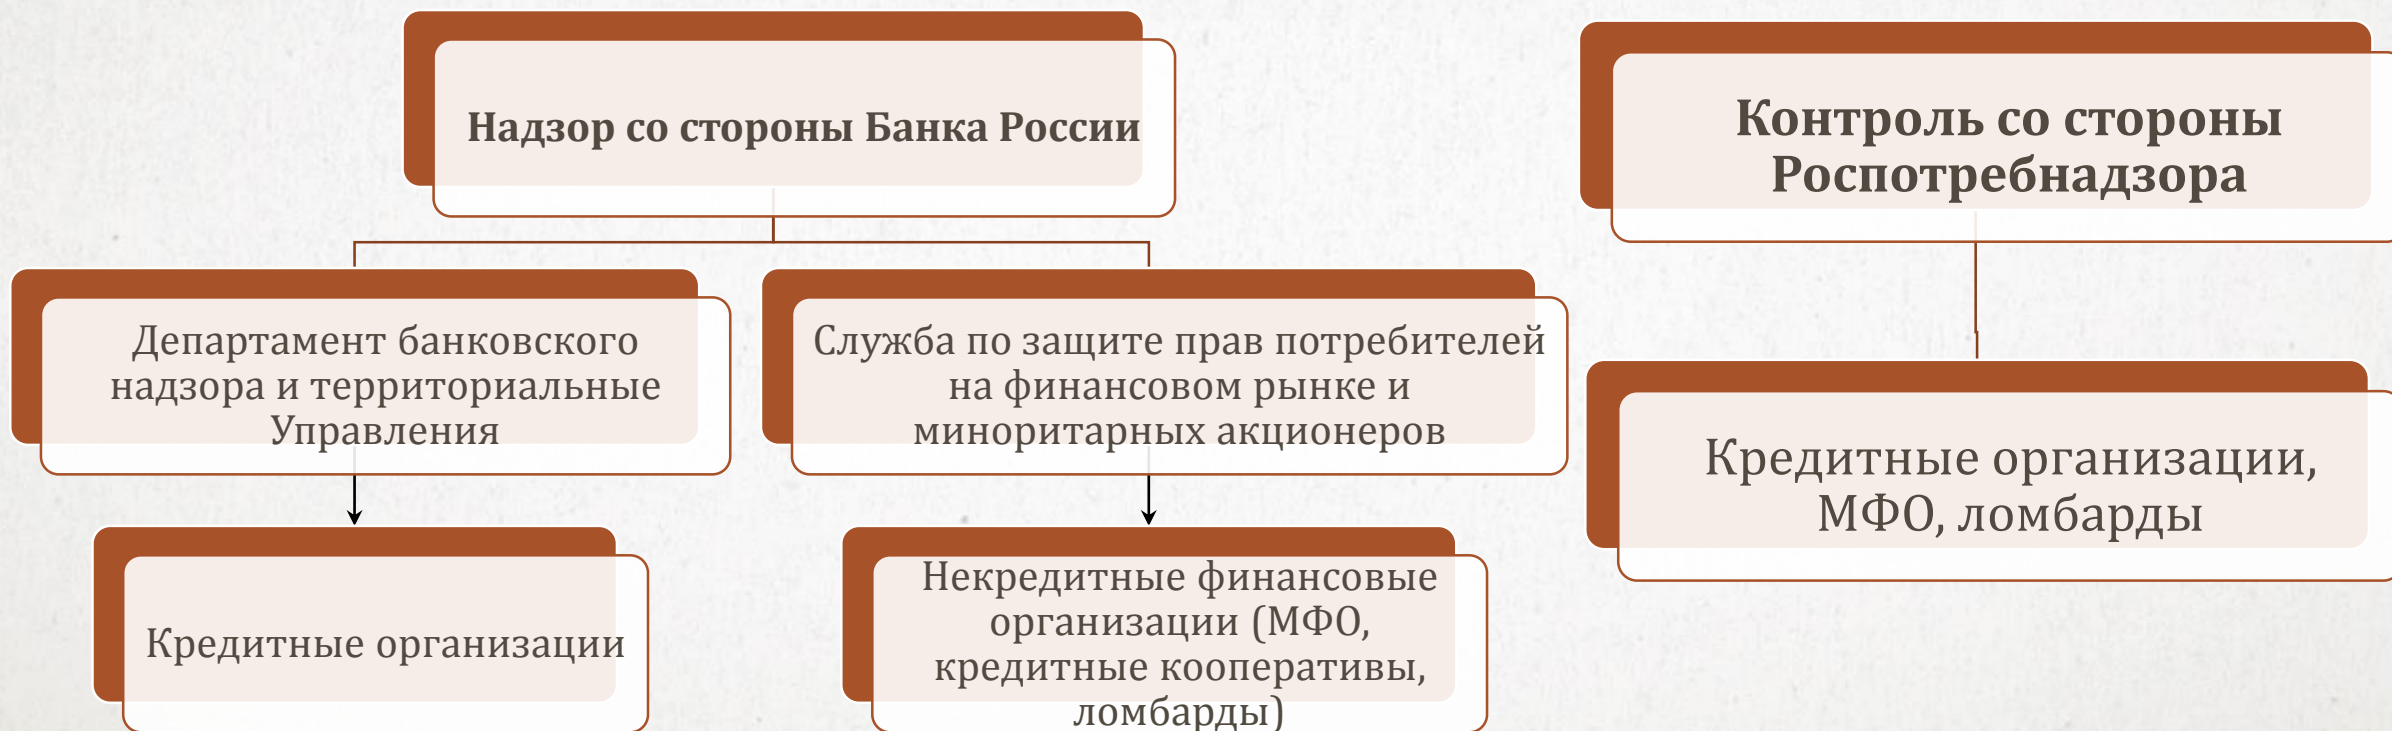 Надзор со стороны Банка России
Контроль со стороны
Роспотребнадзора
Департамент банковского
надзора и территориальные
Управления
Служба по защите прав потребителей
на финансовом рынке и
миноритарных акционеров
Кредитные организации,
МФО, ломбарды
Кредитные организации
Некредитные финансовые
организации (МФО,
кредитные кооперативы,
ломбарды)